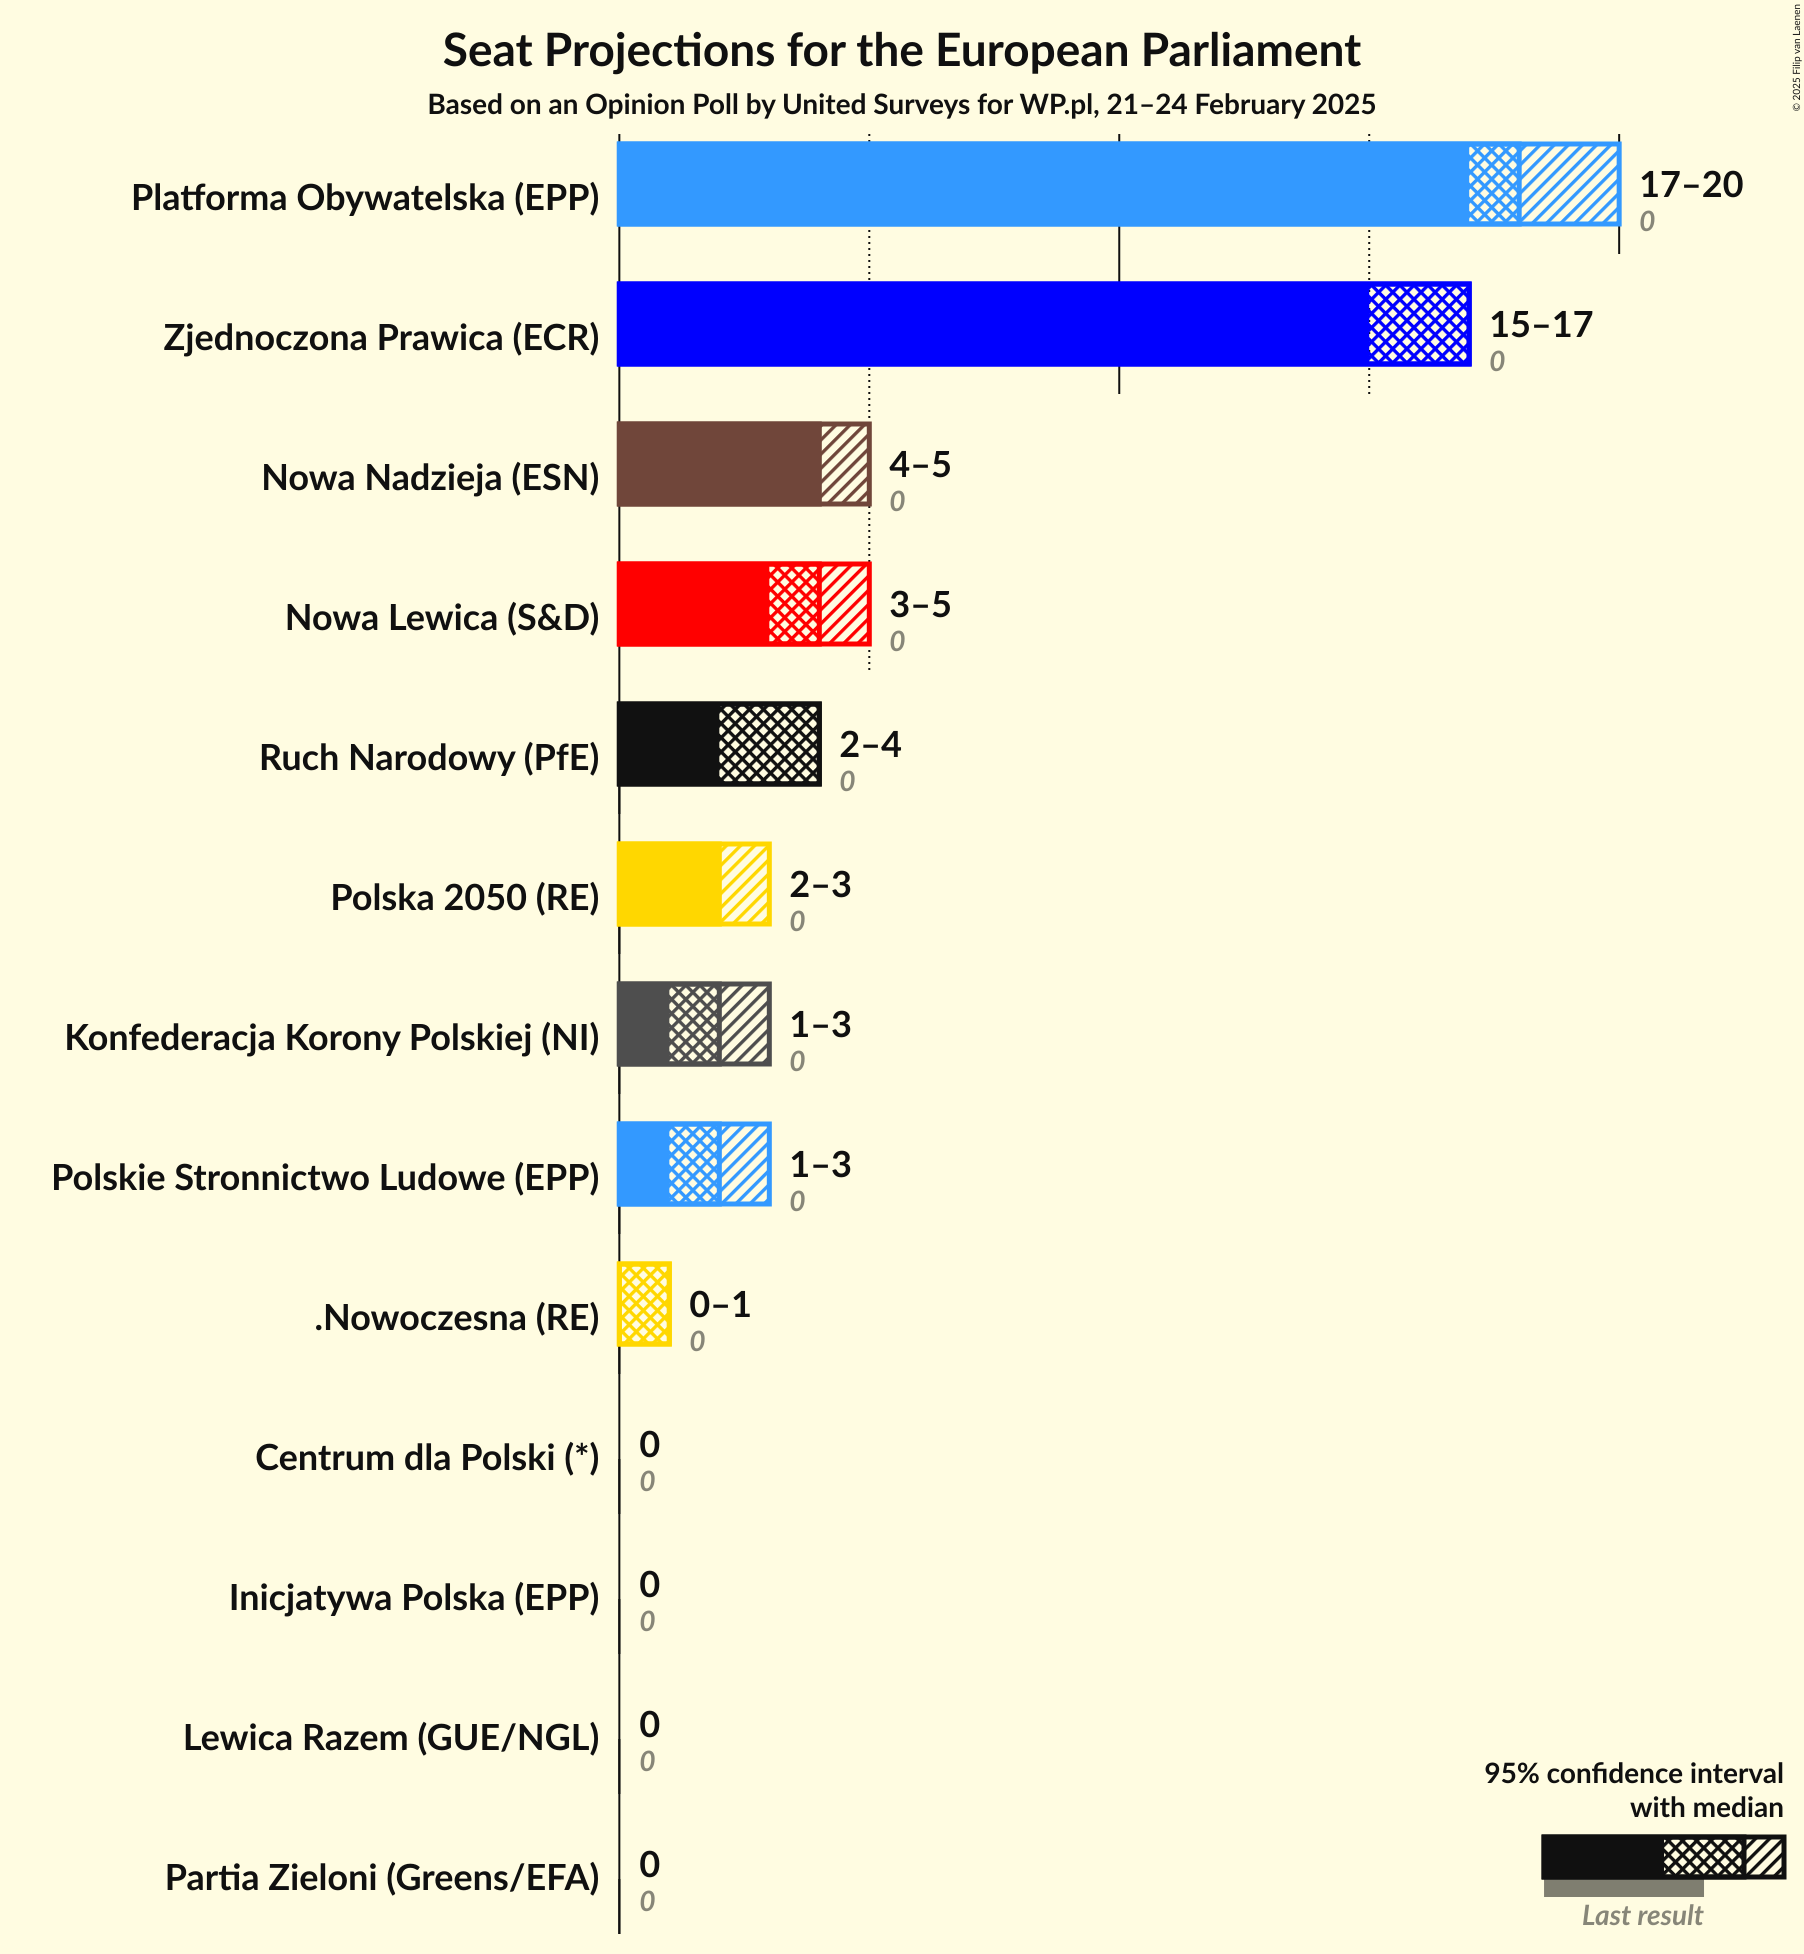 Seat Projections for the European Parliament
Based on an Opinion Poll by United Surveys for WP.pl, 21–24 February 2025
© 2025 Filip van Laenen
Platforma Obywatelska (EPP)
17–20
0
Zjednoczona Prawica (ECR)
15–17
0
Nowa Nadzieja (ESN)
4–5
0
Nowa Lewica (S&D)
3–5
0
Ruch Narodowy (PfE)
2–4
0
Polska 2050 (RE)
2–3
0
Konfederacja Korony Polskiej (NI)
1–3
0
Polskie Stronnictwo Ludowe (EPP)
1–3
0
.Nowoczesna (RE)
0–1
0
Centrum dla Polski (*)
0
0
Inicjatywa Polska (EPP)
0
0
Lewica Razem (GUE/NGL)
0
0
Partia Zieloni (Greens/EFA)
0
0
95% confidence interval
with median
Last result